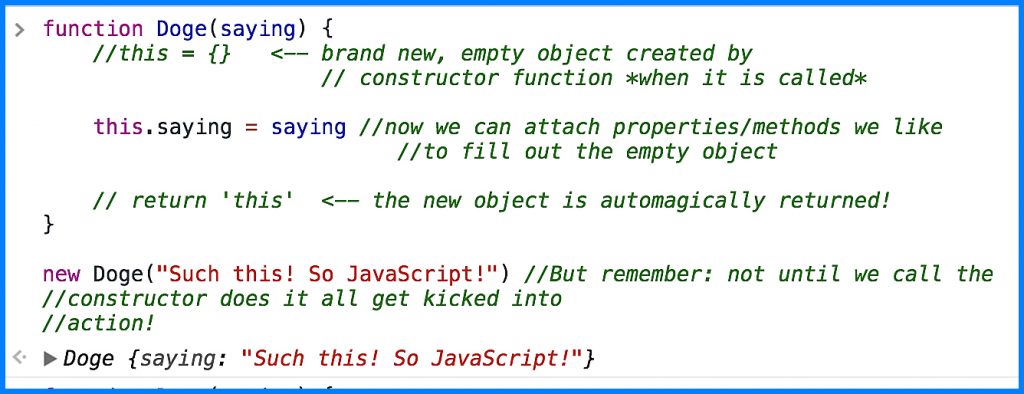 function Doge(saying) {
//this = {} <-- brand new, empty object created by
// constructor function *when it is called*
this.saying = saying //now we can attach properties/methods we like
//to fill out the empty object
// return 'this' <-- the new object is automagically returned!
}
new Doge("Such this! So JavaScript!") //But remember: not until we call the
//constructor does it all get kicked into
//action!
Doge {saying: "Such this! So JavaScript!"}